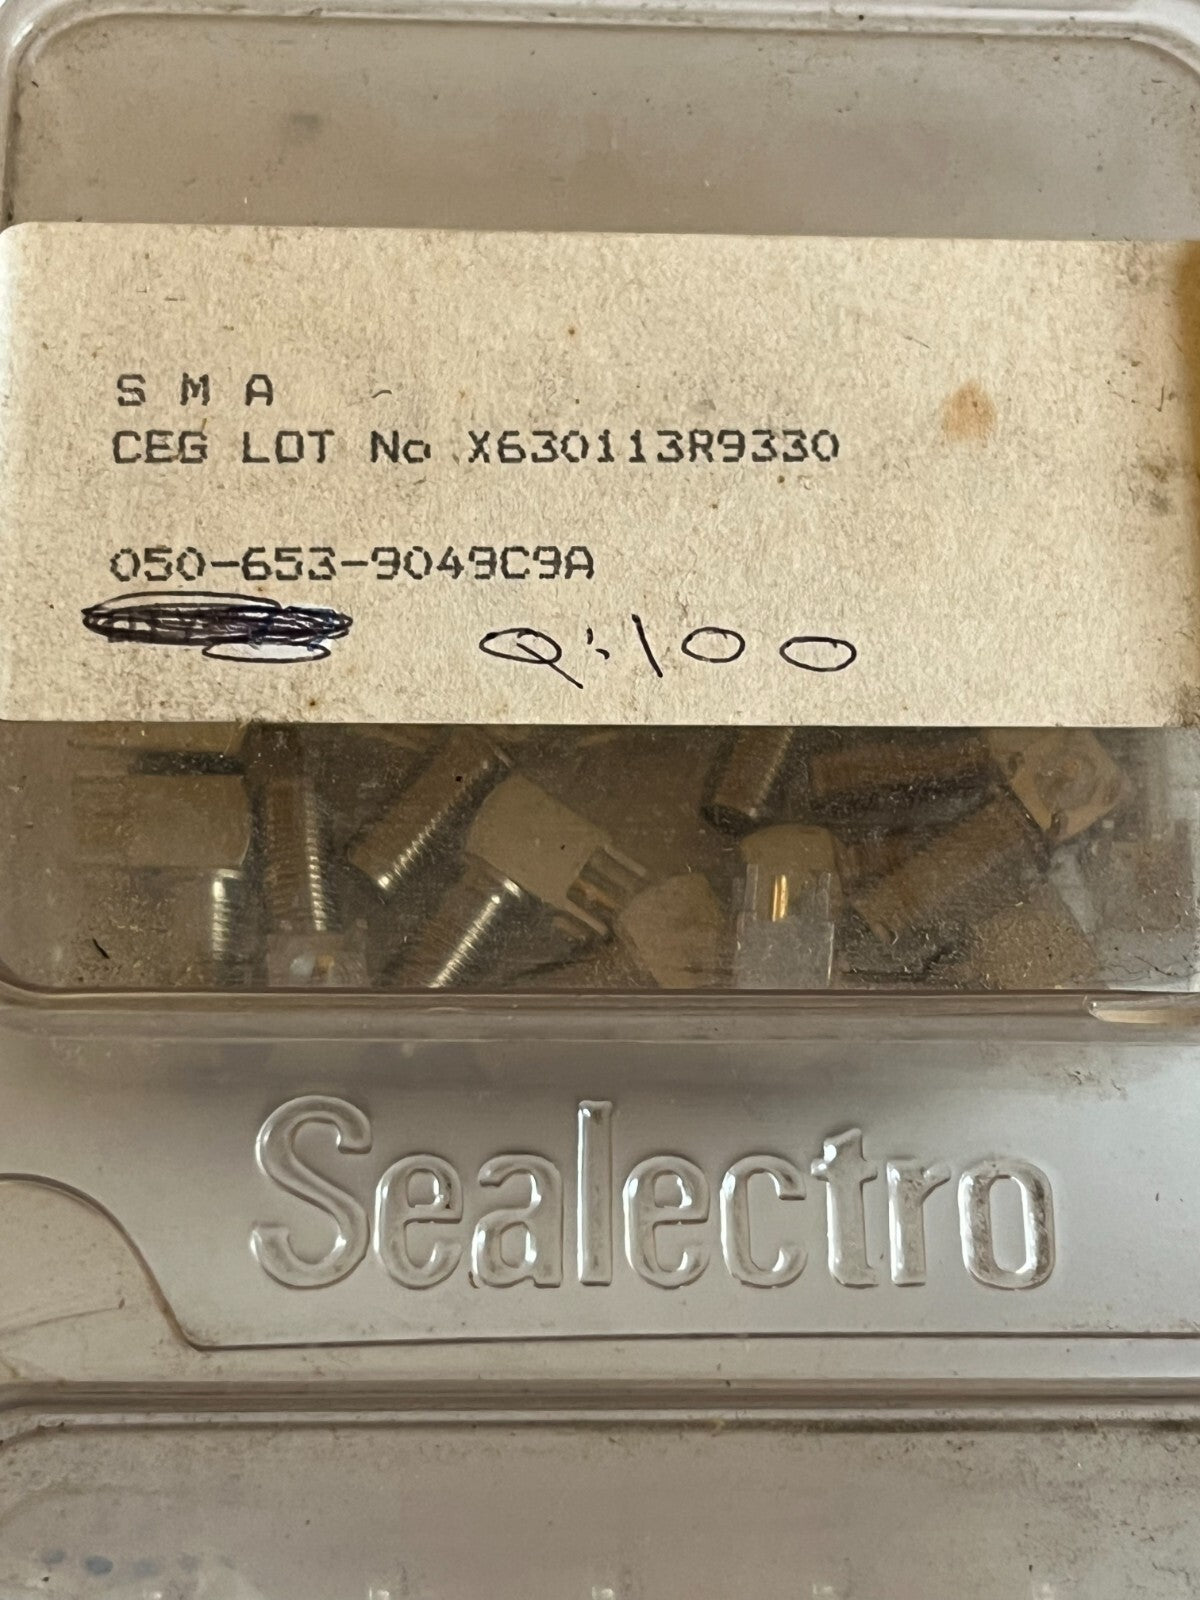 S M A
CEG LOT No X630113R9330
050-653-9049C9A
Q:100
Sealectro